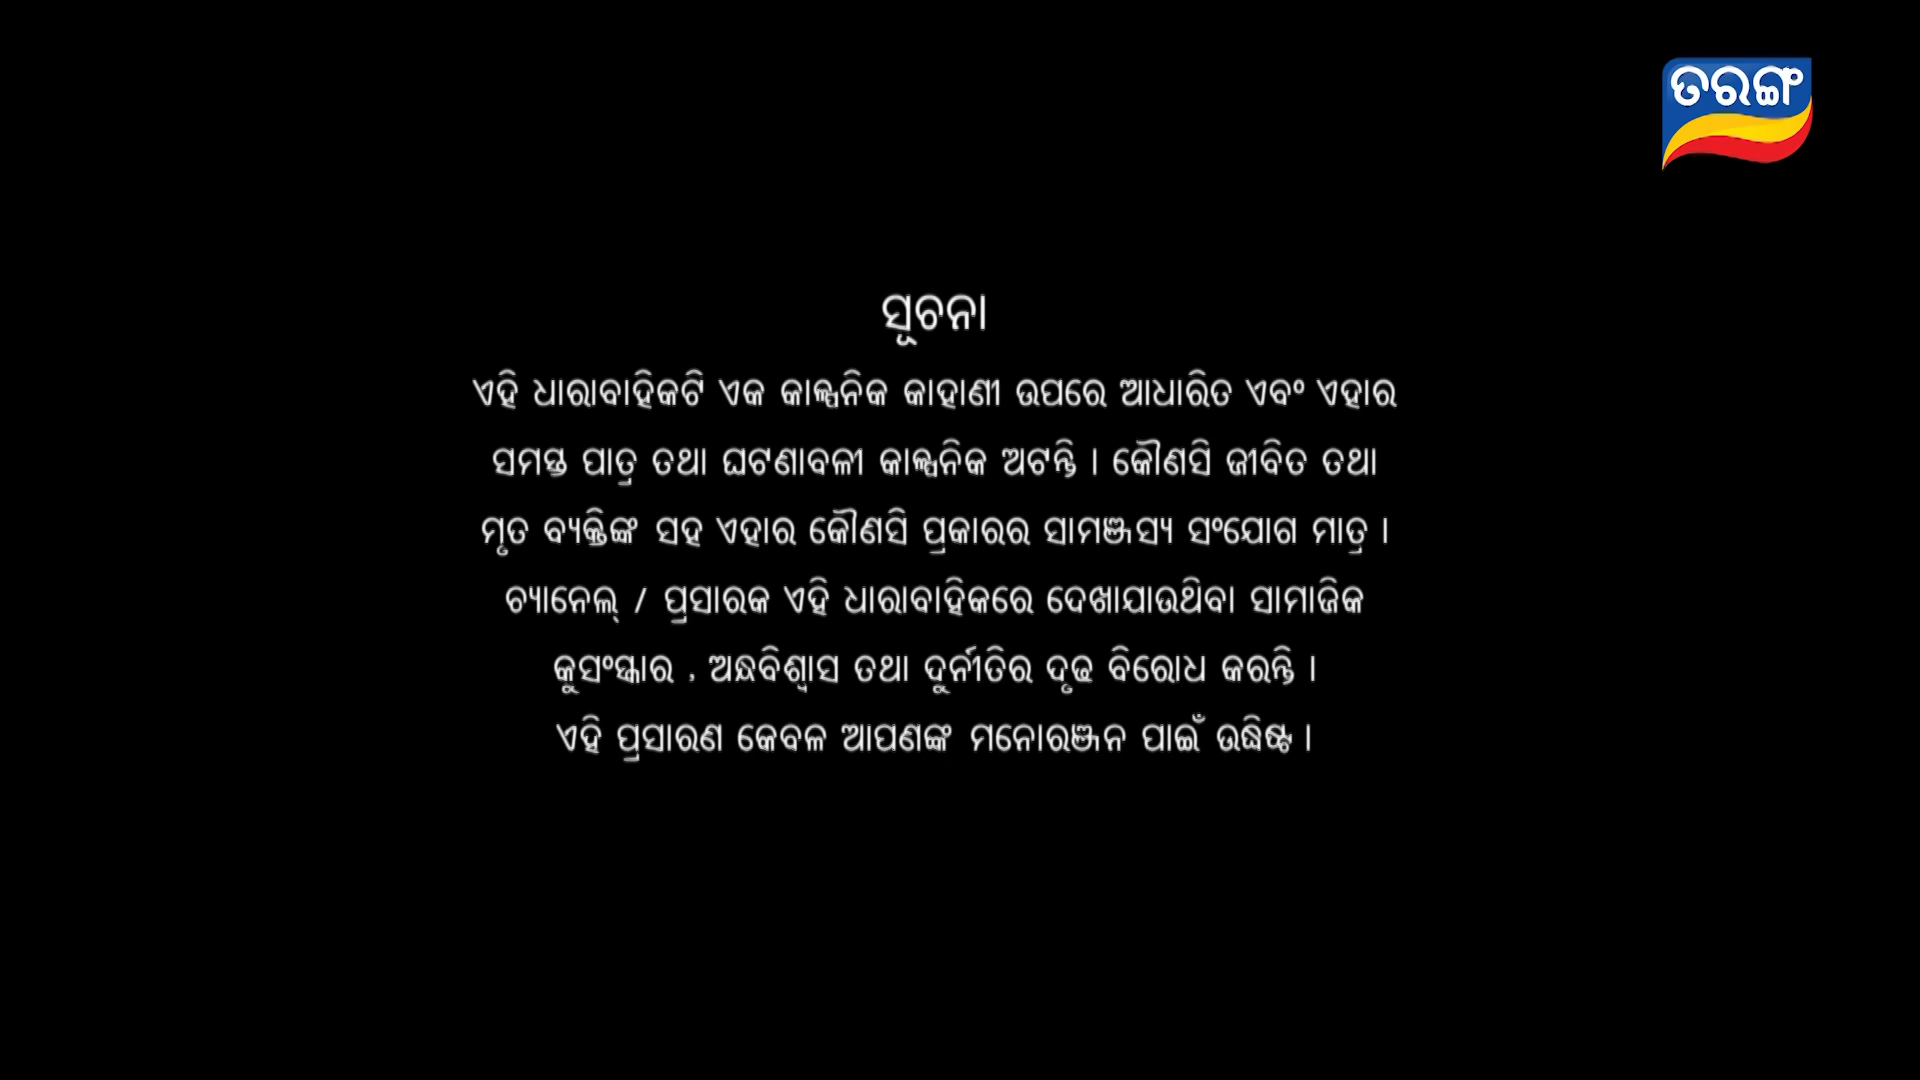 ତରଙ୍ଗ
ସୂଚନା
ଏହି ଧାରାବାହିକଟି ଏକ କାଳ୍ପନିକ କାହାଣୀ ଉପରେ ଆଧାରିତ ଏବଂ ଏହାର
ସମସ୍ତ ପାତ୍ର ତଥା ଘଟଣାବଳୀ କାଳ୍ପନିକ ଅଟନ୍ତି । କୌଣସି ଜୀବିତ ତଥା
ମୃତ ବ୍ୟକ୍ତିଙ୍କ ସହ ଏହାର କୌଣସି ପ୍ରକାରର ସାମଞ୍ଜସ୍ୟ ସଂଯୋଗ ମାତ୍ର ।
ଚ୍ୟାନେଲ୍ / ପ୍ରସାରକ ଏହି ଧାରାବାହିକରେ ଦେଖାଯାଉଥିବା ସାମାଜିକ
କୁସଂସ୍କାର , ଅନ୍ଧବିଶ୍ୱାସ ତଥା ଦୁର୍ନୀତିର ଦୃଢ ବିରୋଧ କରନ୍ତି ।
ଏହି ପ୍ରସାରଣ କେବଳ ଆପଣଙ୍କ ମନୋରଞ୍ଜନ ପାଇଁ ଉଦ୍ଧିଷ୍ଟ ।